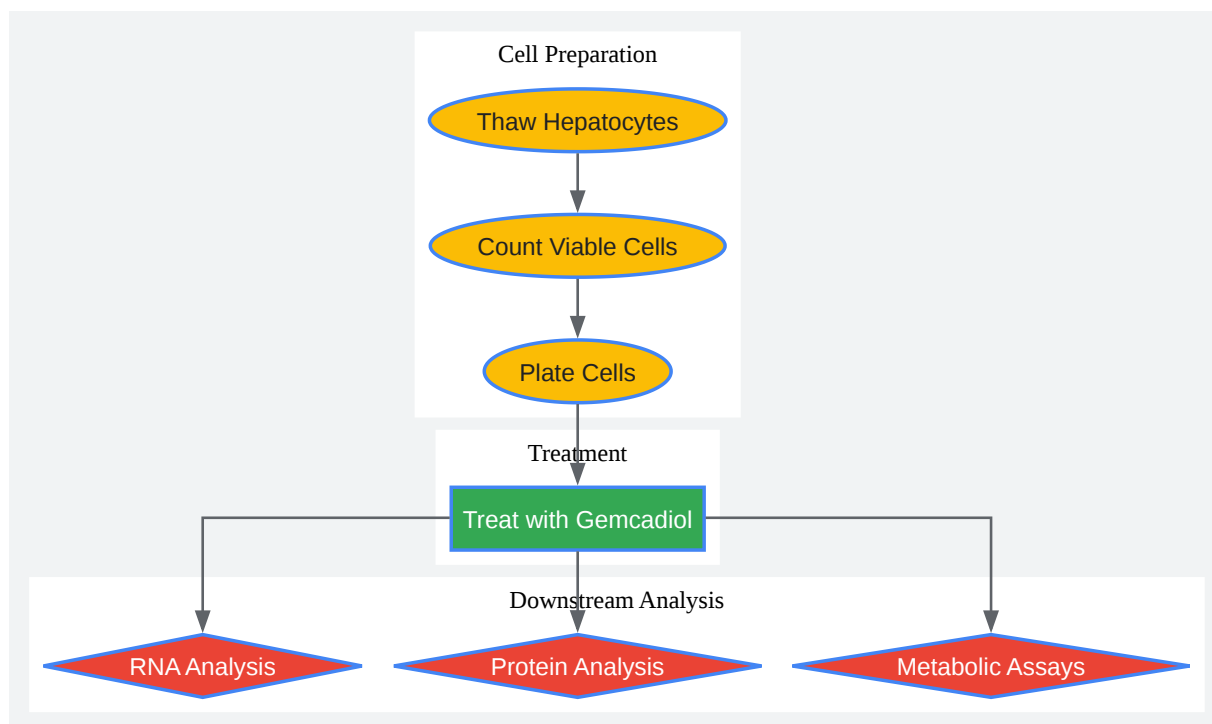 Cell Preparation
Thaw Hepatocytes
Count Viable Cells
Plate Cells
Treatment
Treat with Gemcadiol
Downstream Analysis
RNA Analysis
Protein Analysis
Metabolic Assays